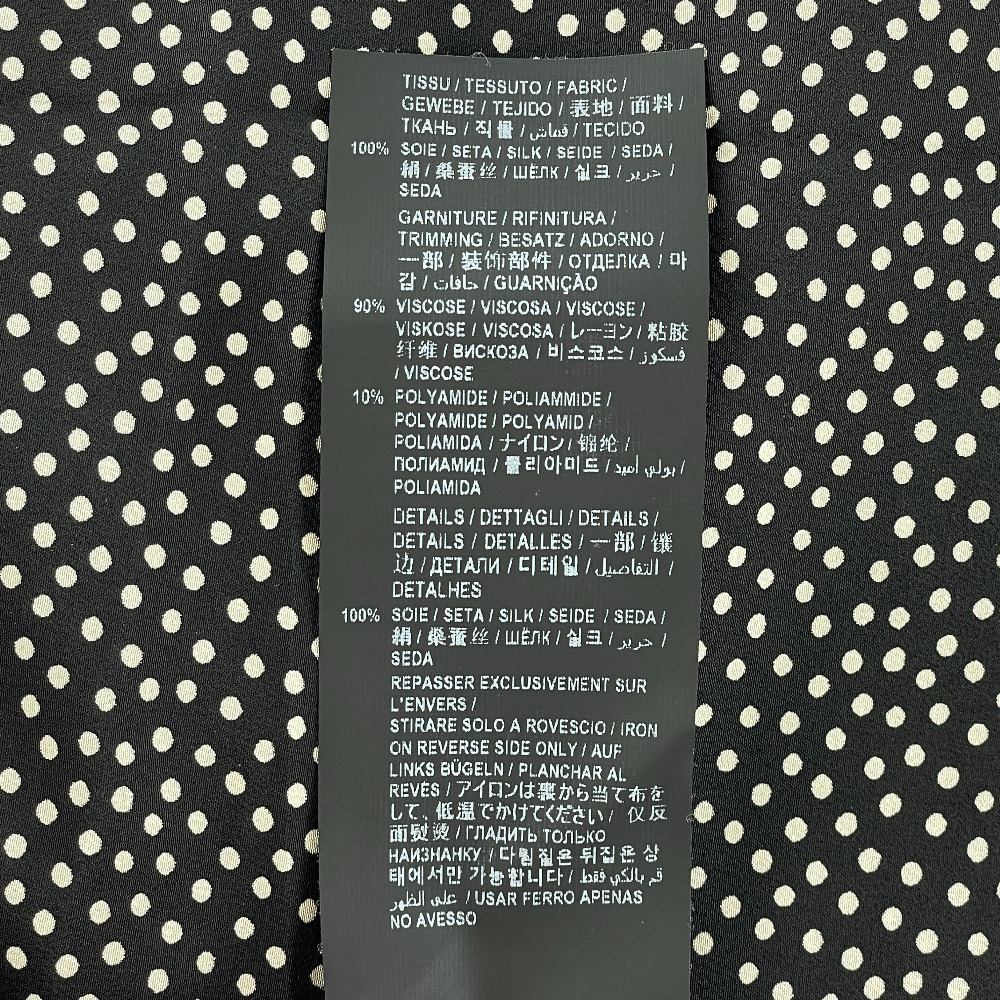 TISSU / TESSUTO / FABRIC /
GEWEBE / TEJIDO / 表地 / 面料 /
ТКАНЬ / 직물 / قماش / TECIDO
100% SOIE / SETA / SILK / SEIDE / SEDA /
絹 / 桑蚕丝 / ШЁЛК / 실크 / حرير /
SEDA
GARNITURE / RIFINITURA /
TRIMMING / BESATZ / ADORNO /
一部 / 装饰部件 / ОТДЕЛКА / 마
감 / حافات / GUARNIÇÃO
90% VISCOSE / VISCOSA / VISCOSE /
VISKOSE / VISCOSA / レーヨン / 粘胶
纤维 / ВИСКОЗА / 비스코스 / فسكوز
/ VISCOSE
10% POLYAMIDE / POLIAMMIDE /
POLYAMIDE / POLYAMID /
POLIAMIDA / ナイロン / 锦纶 /
ПОЛИАМИД / 폴리아미드 / بولي أميد /
POLIAMIDA
DETAILS / DETTAGLI / DETAILS /
DETAILS / DETALLES / 一部 / 镶
边 / ДЕТАЛИ / 디테일 / التفاصيل /
DETALHES
100% SOIE / SETA / SILK / SEIDE / SEDA /
絹 / 桑蚕丝 / ШЁЛК / 실크 / حرير /
SEDA
REPASSER EXCLUSIVEMENT SUR
L'ENVERS /
STIRARE SOLO A ROVESCIO / IRON
ON REVERSE SIDE ONLY / AUF
LINKS BÜGELN / PLANCHAR AL
REVÉS / アイロンは裏から当て布を
して、低温でかけてください / 仅反
面熨烫 / ГЛАДИТЬ ТОЛЬКО
НАИЗНАНКУ / 다림질은 뒤집은 상
태에서만 가능합니다 / قم بالكي فقط
على الظهر / USAR FERRO APENAS
NO AVESSO